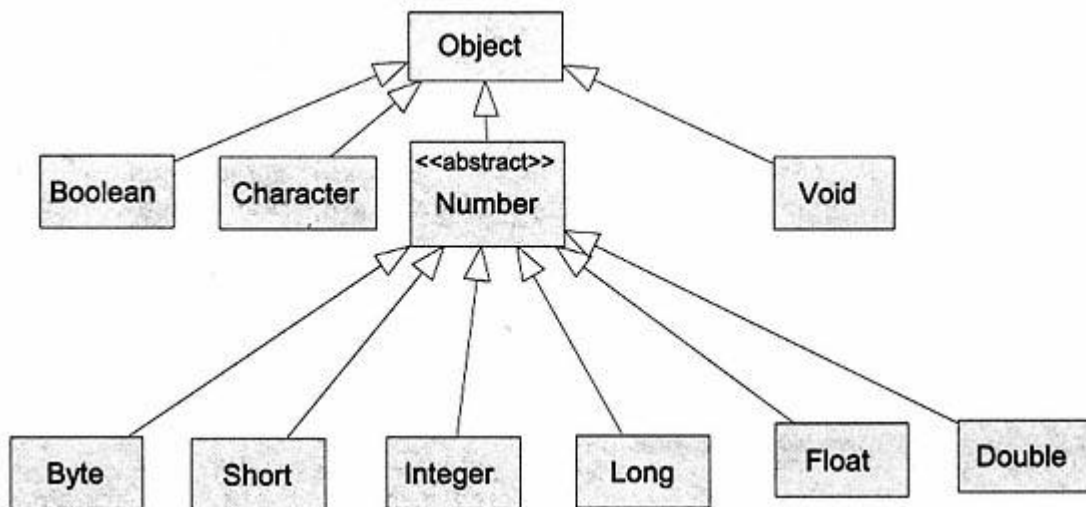 Object
Boolean
Character
<<abstract>>
Number
Void
Byte
Short
Integer
Long
Float
Double